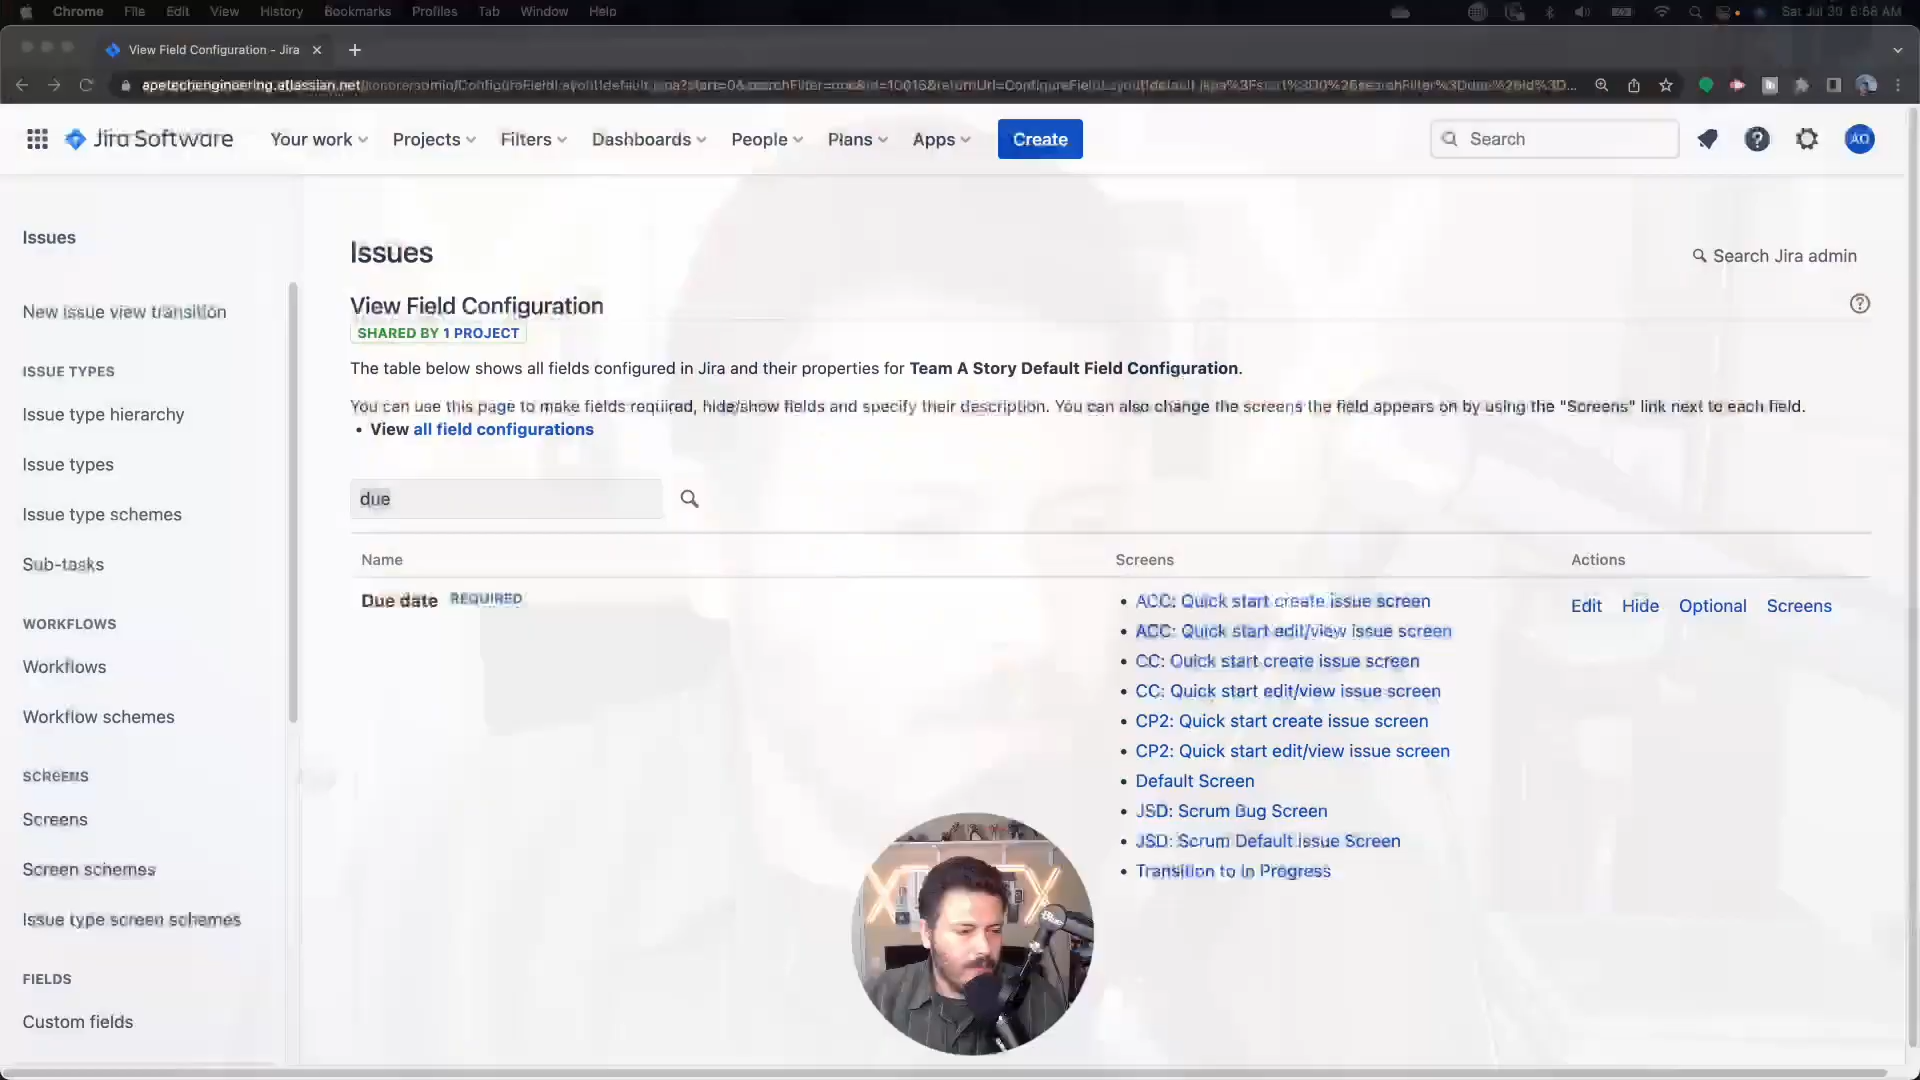 Chrome File Edit View History Bookmarks Profiles Tab Window Help Sat Jul 30 6:58 AM
View Field Configuration - Jira
apetechengineering.atlassian.net
Jira Software Your work Projects Filters Dashboards People Plans Apps Create Search AO
Issues
Issues
Search Jira admin
New issue view transition
View Field Configuration
SHARED BY 1 PROJECT
ISSUE TYPES
The table below shows all fields configured in Jira and their properties for Team A Story Default Field Configuration.
Issue type hierarchy
You can use this page to make fields required, hide/show fields and specify their description. You can also change the screens the field appears on by using the "Screens" link next to each field.
• View all field configurations
Issue types
due
Issue type schemes
Sub-tasks
Name Screens Actions
Due date REQUIRED
• ACC: Quick start create issue screen
Edit Hide Optional Screens
WORKFLOWS
• ACC: Quick start edit/view issue screen
Workflows
• CC: Quick start create issue screen
• CC: Quick start edit/view issue screen
Workflow schemes
• CP2: Quick start create issue screen
• CP2: Quick start edit/view issue screen
SCREENS
• Default Screen
Screens
• JSD: Scrum Bug Screen
• JSD: Scrum Default Issue Screen
Screen schemes
• Transition to In Progress
Issue type screen schemes
FIELDS
Custom fields